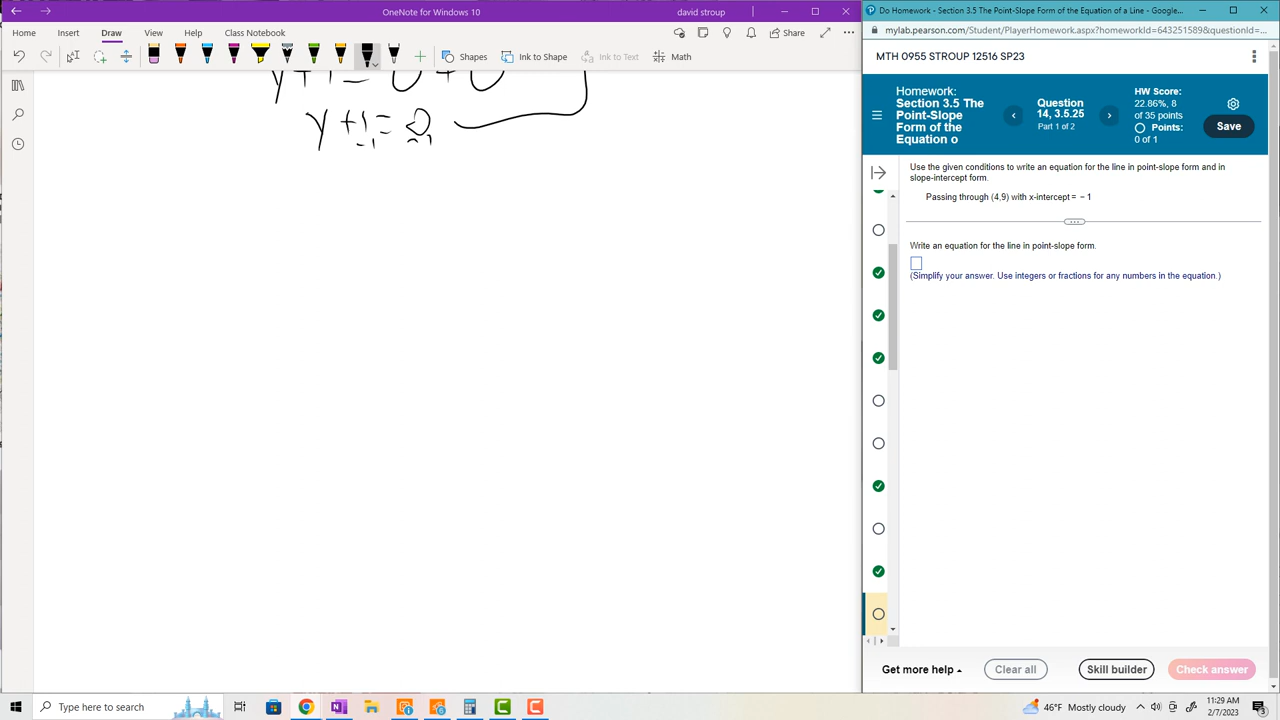 OneNote for Windows 10
david stroup
Home Insert Draw View Help Class Notebook
Share
Shapes Ink to Shape Ink to Text Math
y + 1 =
y + 1 = 0
Do Homework - Section 3.5 The Point-Slope Form of the Equation of a Line - Google...
mylab.pearson.com/Student/PlayerHomework.aspx?homeworkId=643251589&questionId=...
MTH 0955 STROUP 12516 SP23
Homework:
Section 3.5 The
Point-Slope
Form of the
Equation o
Question
14, 3.5.25
Part 1 of 2
HW Score:
22.86%, 8
of 35 points
Points:
0 of 1
Save
Use the given conditions to write an equation for the line in point-slope form and in
slope-intercept form.
Passing through (4,9) with x-intercept = − 1
Write an equation for the line in point-slope form.
(Simplify your answer. Use integers or fractions for any numbers in the equation.)
Get more help
Clear all
Skill builder
Check answer
Type here to search
46°F Mostly cloudy
11:29 AM
2/7/2023
3